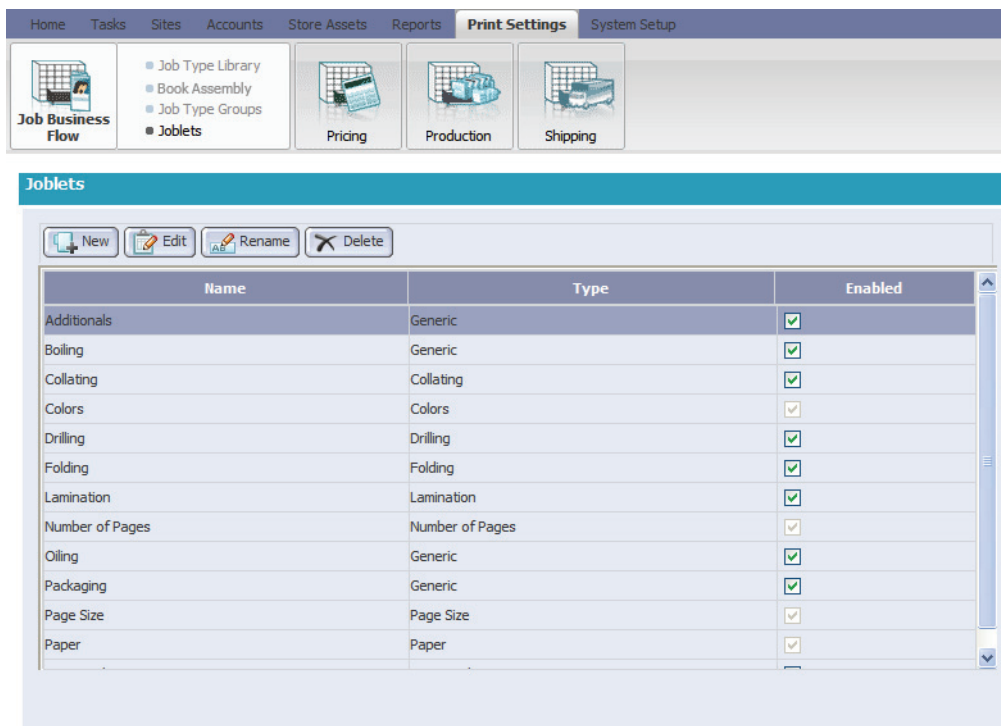 Home Tasks Sites Accounts Store Assets Reports Print Settings System Setup
Job Business Flow
Job Type Library
Book Assembly
Job Type Groups
Joblets
Pricing
Production
Shipping
Joblets
New Edit Rename Delete
Name Type Enabled
Additionals Generic
Boiling Generic
Collating Collating
Colors Colors
Drilling Drilling
Folding Folding
Lamination Lamination
Number of Pages Number of Pages
Oiling Generic
Packaging Generic
Page Size Page Size
Paper Paper